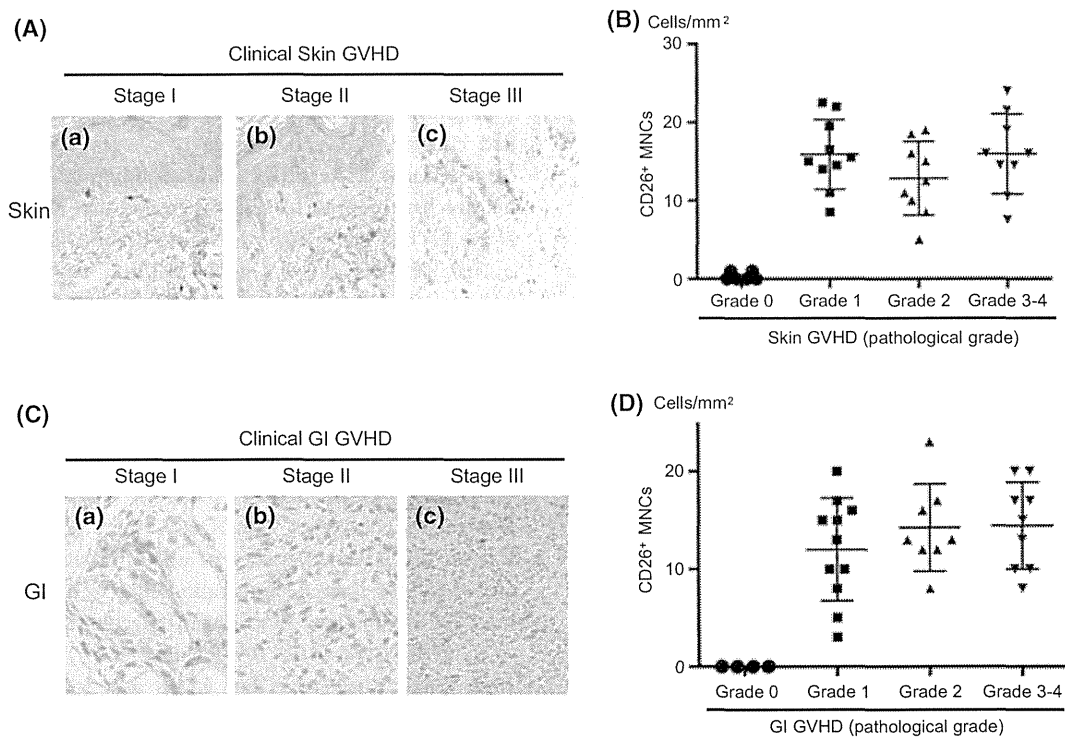 (A)
Clinical Skin GVHD
Stage I Stage II Stage III
(a) (b) (c)
Skin
(B) Cells/mm²
CD26⁺ MNCs
30
20
10
0
Grade 0 Grade 1 Grade 2 Grade 3-4
Skin GVHD (pathological grade)
(C)
Clinical GI GVHD
Stage I Stage II Stage III
(a) (b) (c)
GI
(D) Cells/mm²
CD26⁺ MNCs
20
10
0
Grade 0 Grade 1 Grade 2 Grade 3-4
GI GVHD (pathological grade)